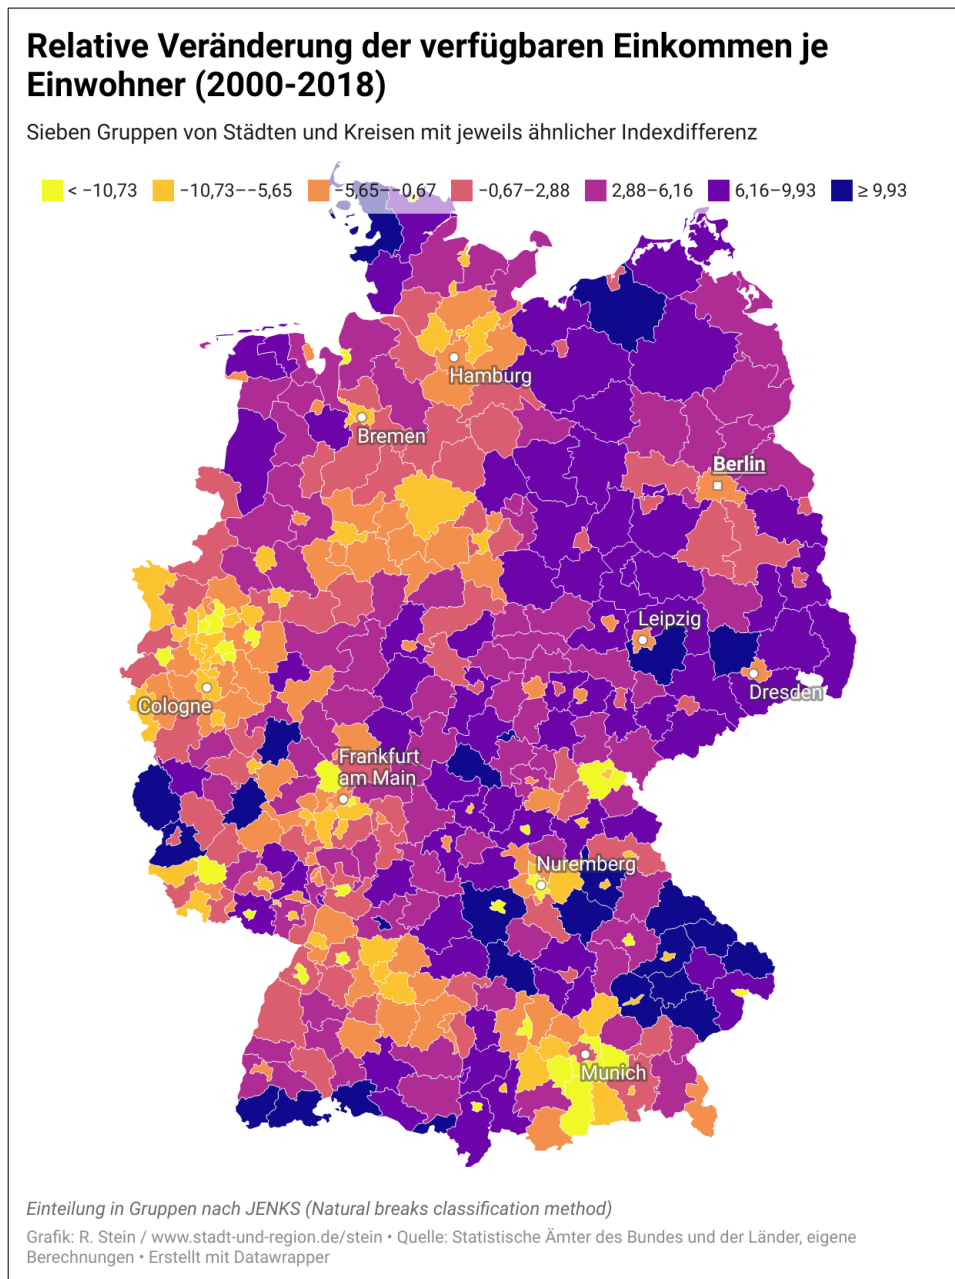 Relative Veränderung der verfügbaren Einkommen je
Einwohner (2000-2018)
Sieben Gruppen von Städten und Kreisen mit jeweils ähnlicher Indexdifferenz
< −10,73 −10,73−−5,65 −5,65−−0,67 −0,67−2,88 2,88−6,16 6,16−9,93 ≥ 9,93
Hamburg
Bremen
Berlin
Leipzig
Dresden
Cologne
Frankfurt
am Main
Nuremberg
Munich
Einteilung in Gruppen nach JENKS (Natural breaks classification method)
Grafik: R. Stein / www.stadt-und-region.de/stein • Quelle: Statistische Ämter des Bundes und der Länder, eigene
Berechnungen • Erstellt mit Datawrapper